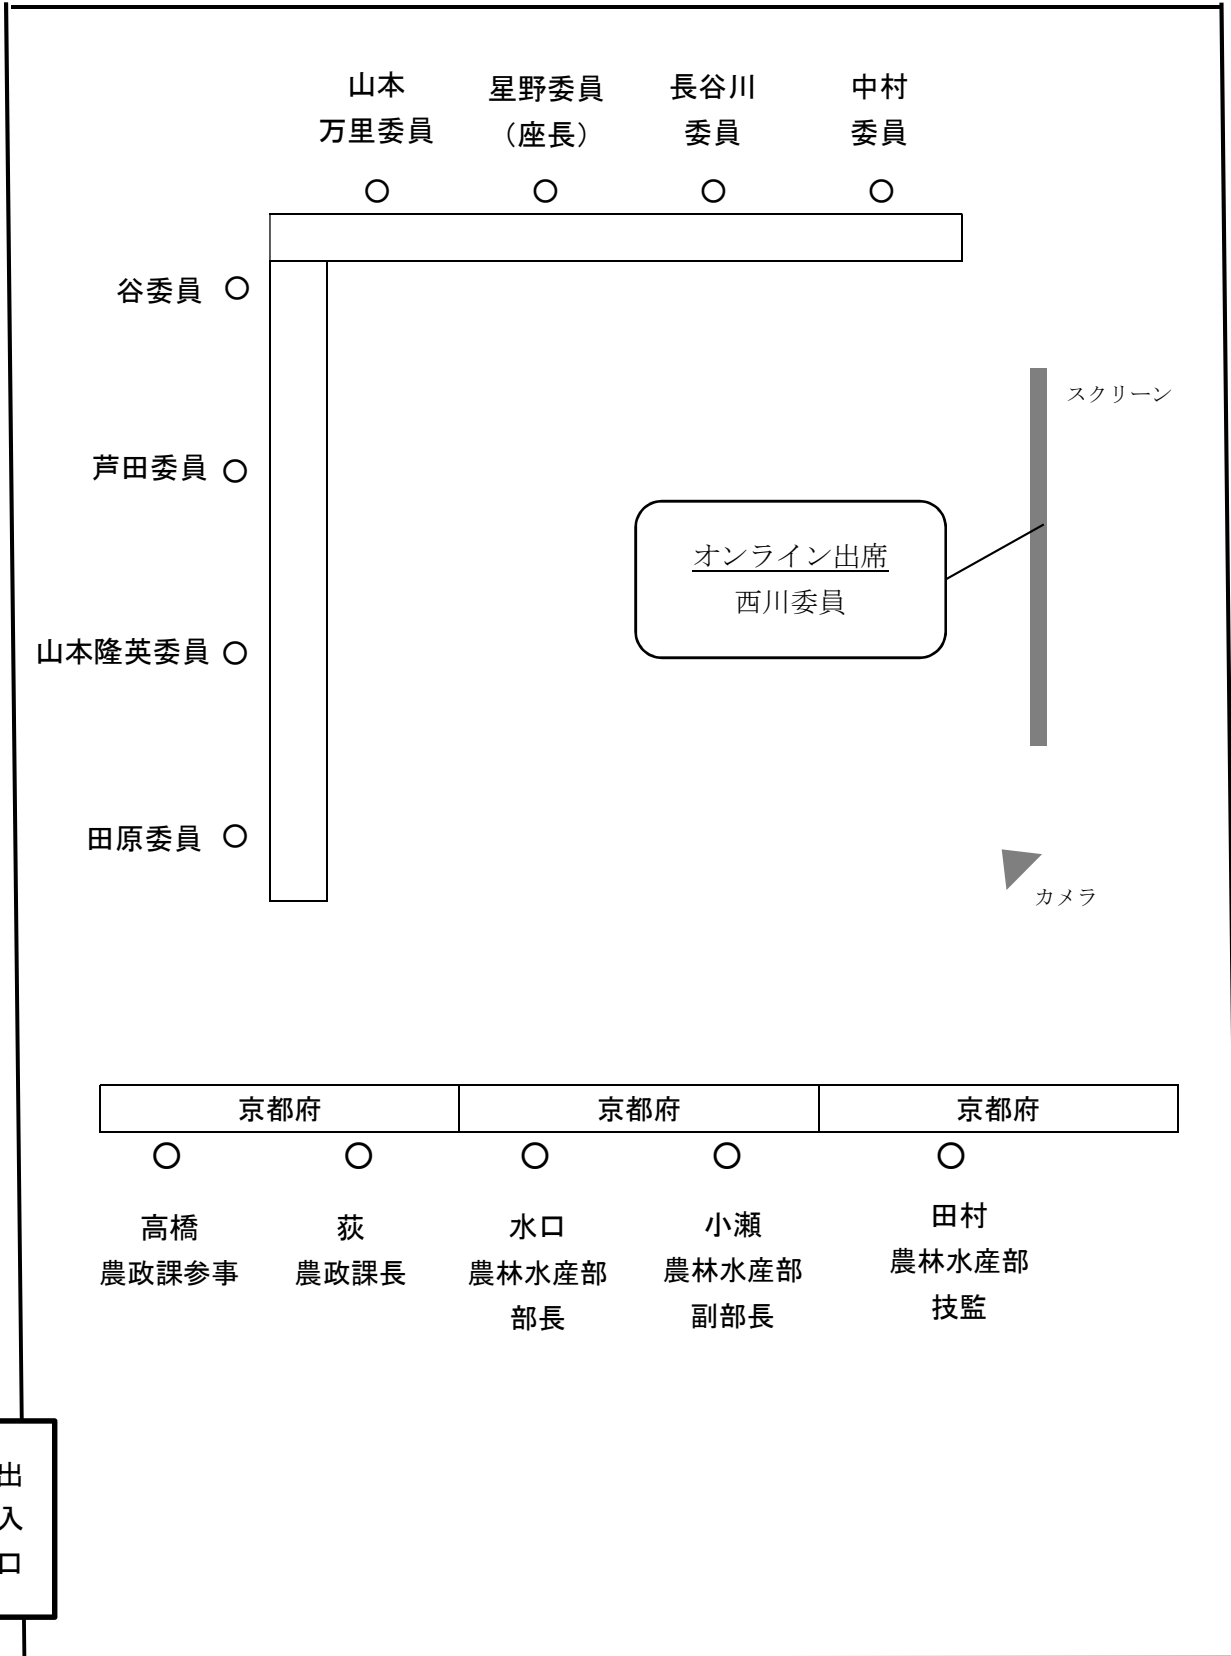 山本
万里委員
星野委員
（座長）
長谷川
委員
中村
委員
谷委員
芦田委員
山本隆英委員
田原委員
スクリーン
オンライン出席
西川委員
カメラ
京都府
京都府
京都府
高橋
農政課参事
荻
農政課長
水口
農林水産部
部長
小瀬
農林水産部
副部長
田村
農林水産部
技監
出
入
口